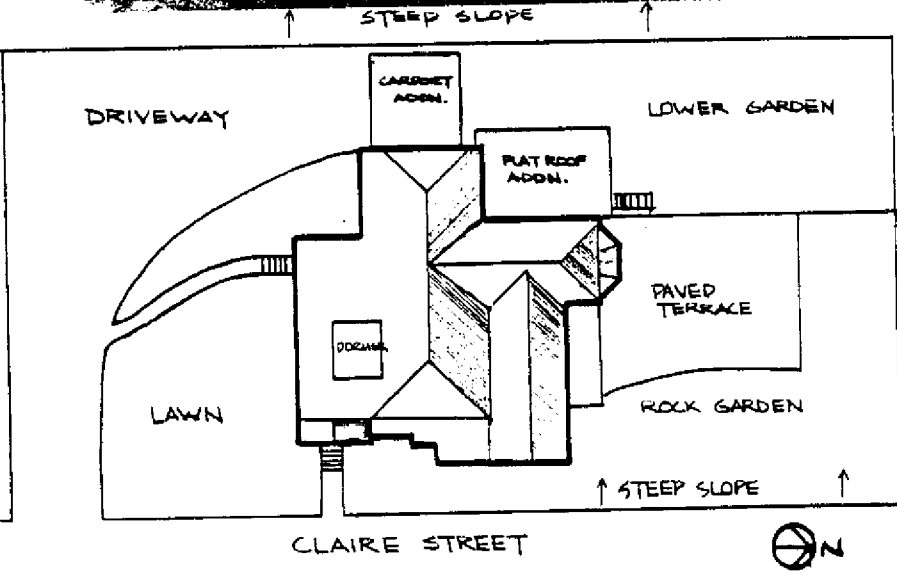 STEEP SLOPE
CARPORT
ADDN.
DRIVEWAY
LOWER GARDEN
FLAT ROOF
ADDN.
PAVED
TERRACE
DORMER
LAWN
ROCK GARDEN
STEEP SLOPE
CLAIRE STREET
N